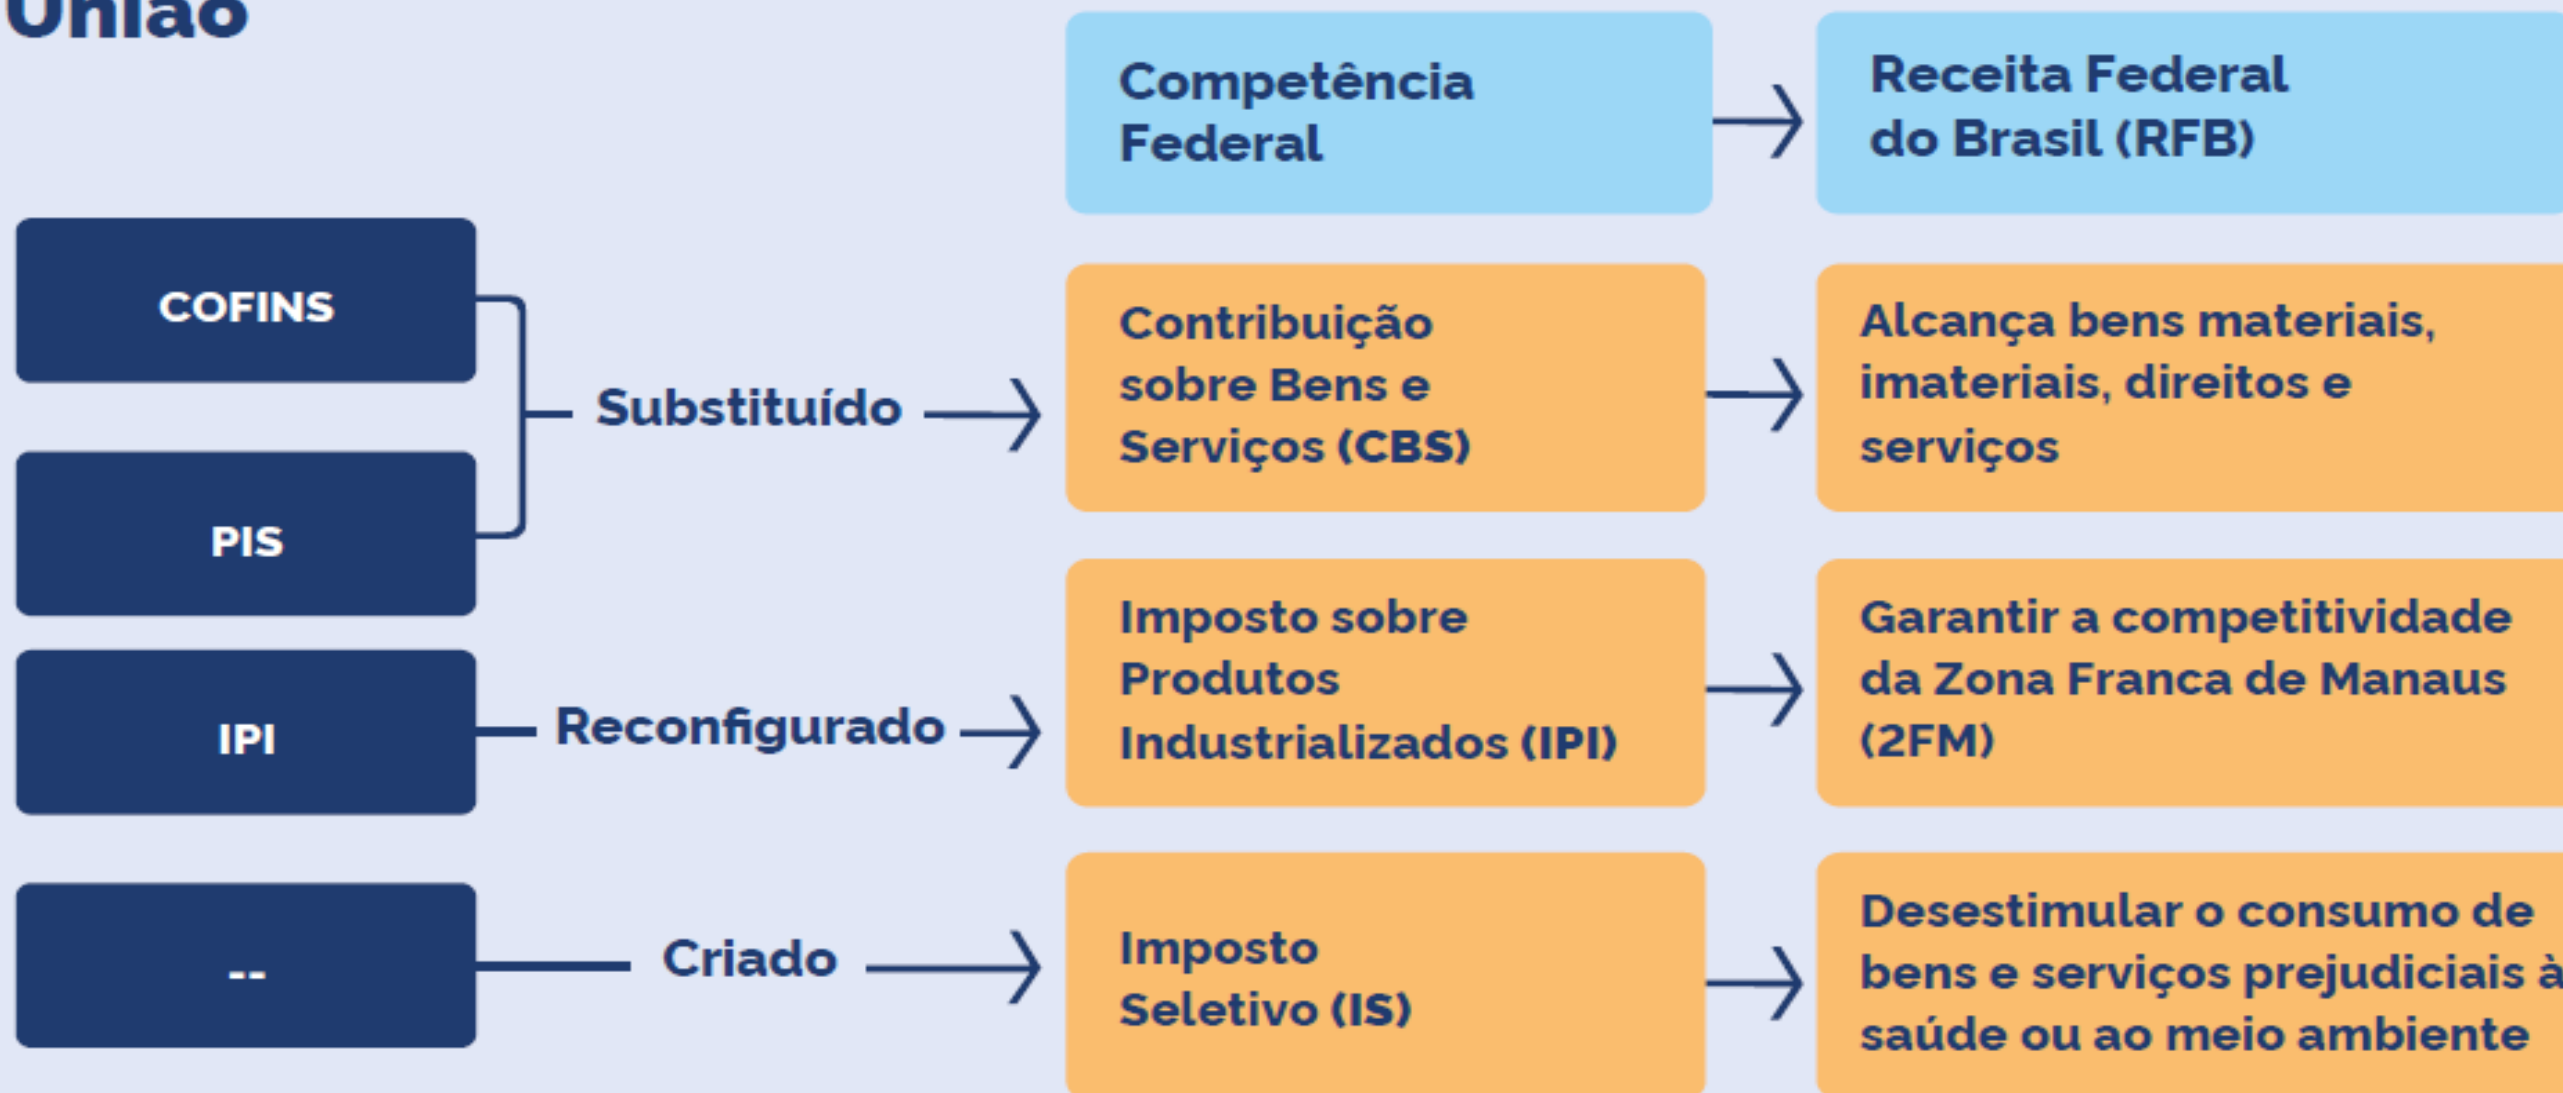 União
Competência
Federal
Receita Federal
do Brasil (RFB)
COFINS
PIS
Substituído
Contribuição
sobre Bens e
Serviços (CBS)
Alcança bens materiais,
imateriais, direitos e
serviços
IPI
Reconfigurado
Imposto sobre
Produtos
Industrializados (IPI)
Garantir a competitividade
da Zona Franca de Manaus
(2FM)
--
Criado
Imposto
Seletivo (IS)
Desestimular o consumo de
bens e serviços prejudiciais à
saúde ou ao meio ambiente